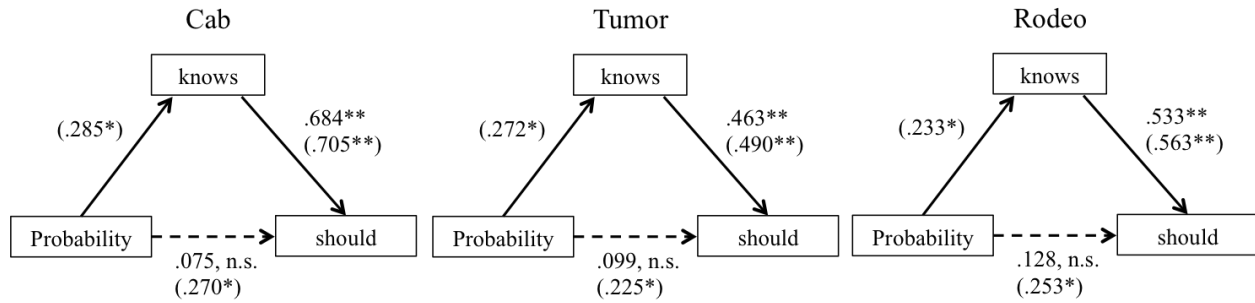 Cab
knows
(.285*)
.684**
(.705**)
Probability
should
.075, n.s.
(.270*)
Tumor
knows
(.272*)
.463**
(.490**)
Probability
should
.099, n.s.
(.225*)
Rodeo
knows
(.233*)
.533**
(.563**)
Probability
should
.128, n.s.
(.253*)